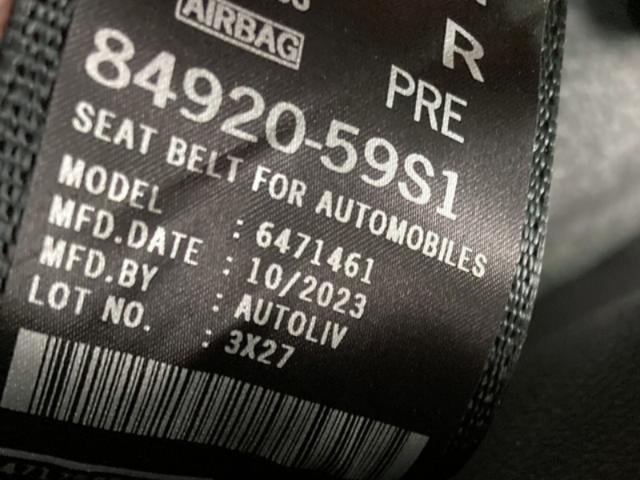 AIRBAG
R
PRE
84920-59S1
SEAT BELT FOR AUTOMOBILES
MODEL : 6471461
MFD.DATE : 10/2023
MFD.BY : AUTOLIV
LOT NO. : 3X27